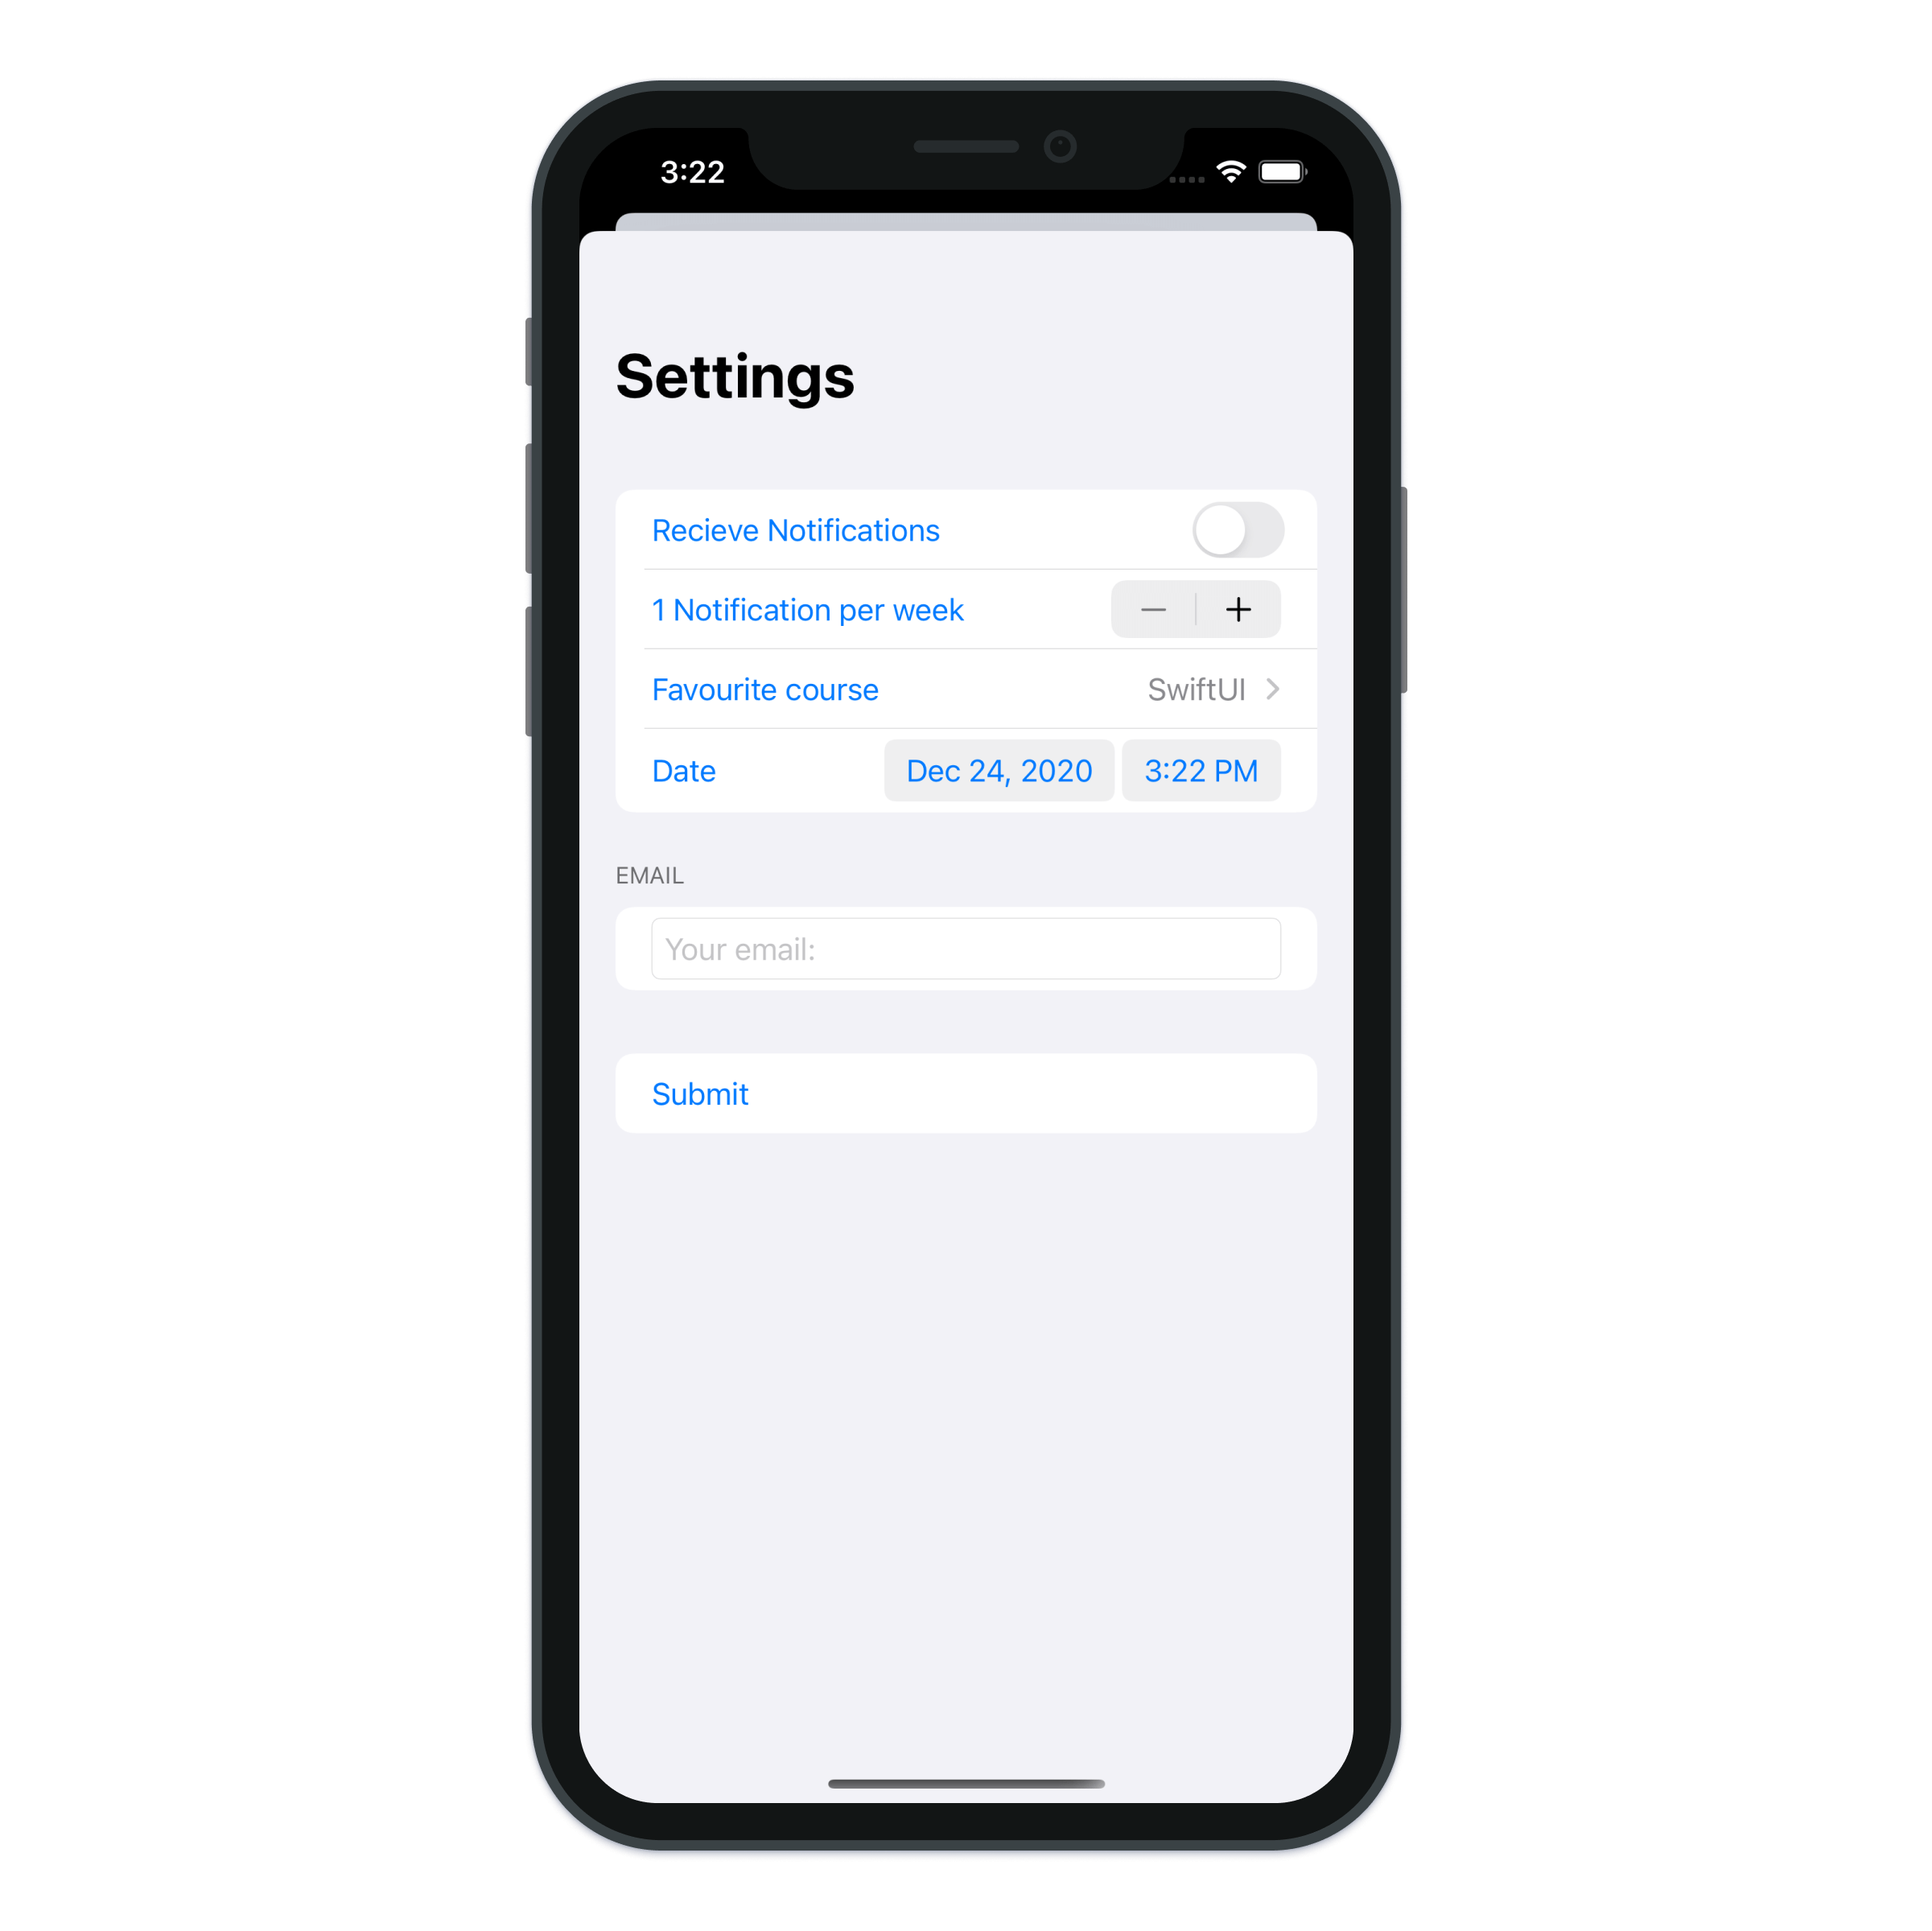 3:22
Settings
Recieve Notifications
1 Notification per week
Favourite course SwiftUI
Date Dec 24, 2020 3:22 PM
EMAIL
Your email:
Submit